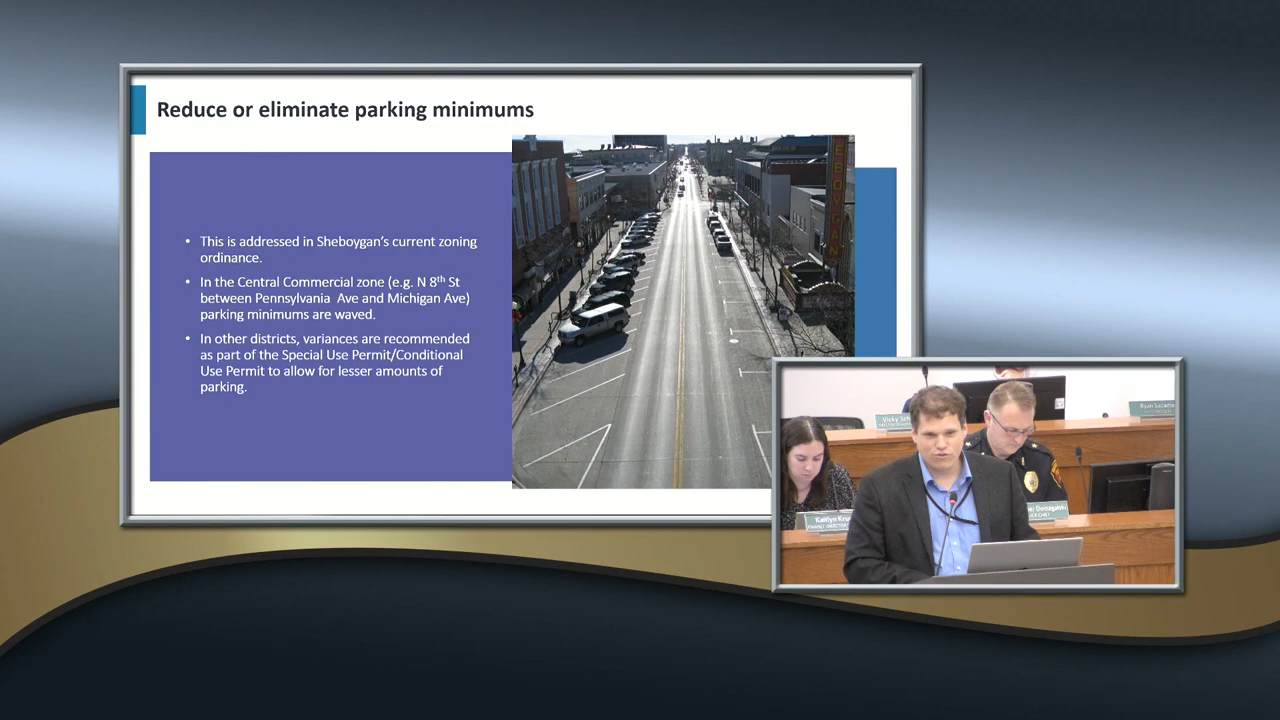 Reduce or eliminate parking minimums
• This is addressed in Sheboygan's current zoning
ordinance.
• In the Central Commercial zone (e.g. N 8th St
between Pennsylvania Ave and Michigan Ave)
parking minimums are waved.
• In other districts, variances are recommended
as part of the Special Use Permit/Conditional
Use Permit to allow for lesser amounts of
parking.
Vicky
Kaitlyn